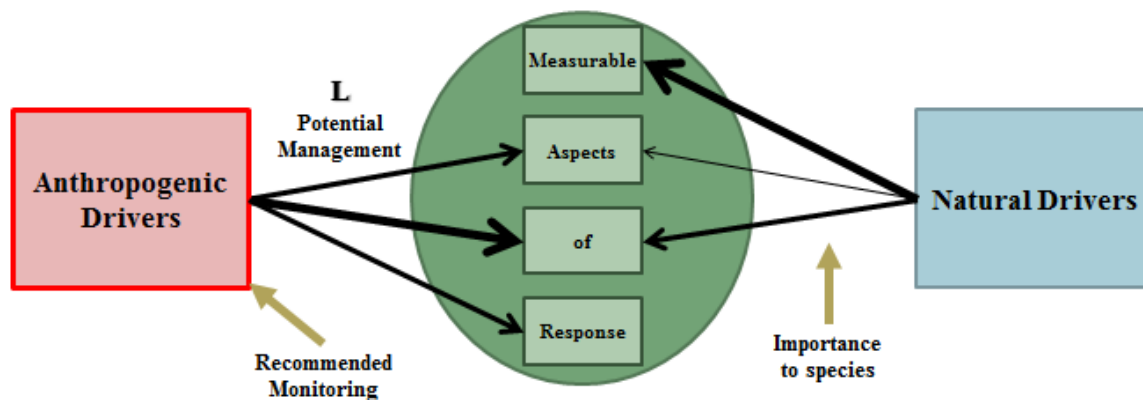 Measurable
L
Potential
Management
Aspects
Anthropogenic
Drivers
Natural Drivers
of
Response
Recommended
Monitoring
Importance
to species